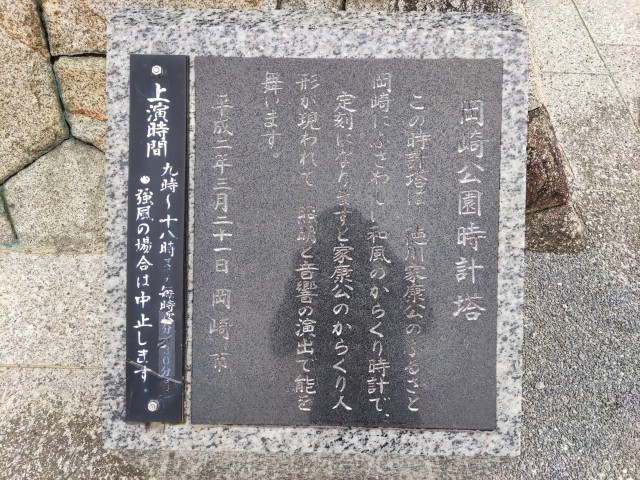 岡崎公園時計塔
この時計塔は、徳川家康公のふるさと
岡崎にふさわしい和風のからくり時計で、
定刻になりますと家康公のからくり人
形が現われて、 と音響の演出で能を
舞います。
平成二年三月二十一日 岡崎市
上演時間
九時〜十八時まで毎時 分
●強風の場合は中止します。